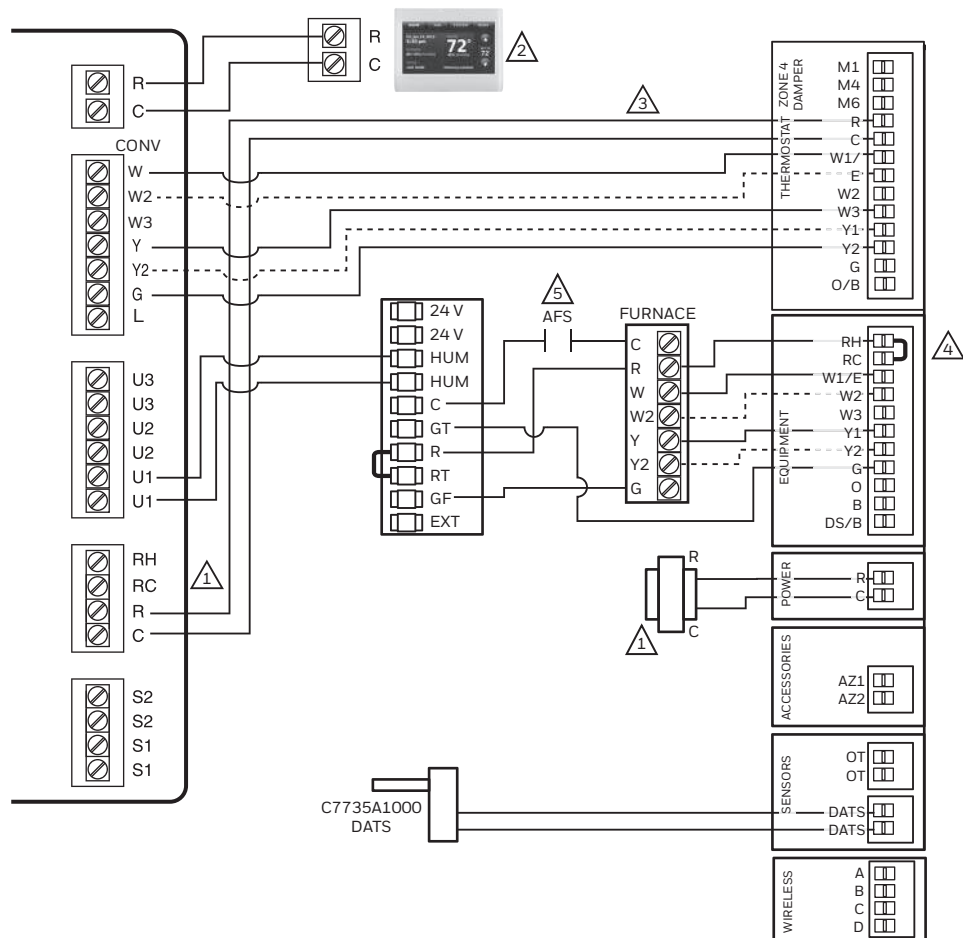 R
C
R
C
72°
72°
2
CONV
W
W2
W3
Y
Y2
G
L
U3
U3
U2
U2
U1
U1
RH
RC
R
C
1
S2
S2
S1
S1
3
ZONE 4
DAMPER
THERMOSTAT
M1
M4
M6
R
C
W1/
E
W2
W3
Y1
Y2
G
O/B
24 V
24 V
HUM
HUM
C
GT
R
RT
GF
EXT
5
AFS
FURNACE
C
R
W
W2
Y
Y2
G
EQUIPMENT
RH
RC
W1/E
W2
W3
Y1
Y2
G
O
B
DS/B
4
R
C
1
POWER
R
C
ACCESSORIES
AZ1
AZ2
C7735A1000
DATS
SENSORS
OT
OT
DATS
DATS
WIRELESS
A
B
C
D